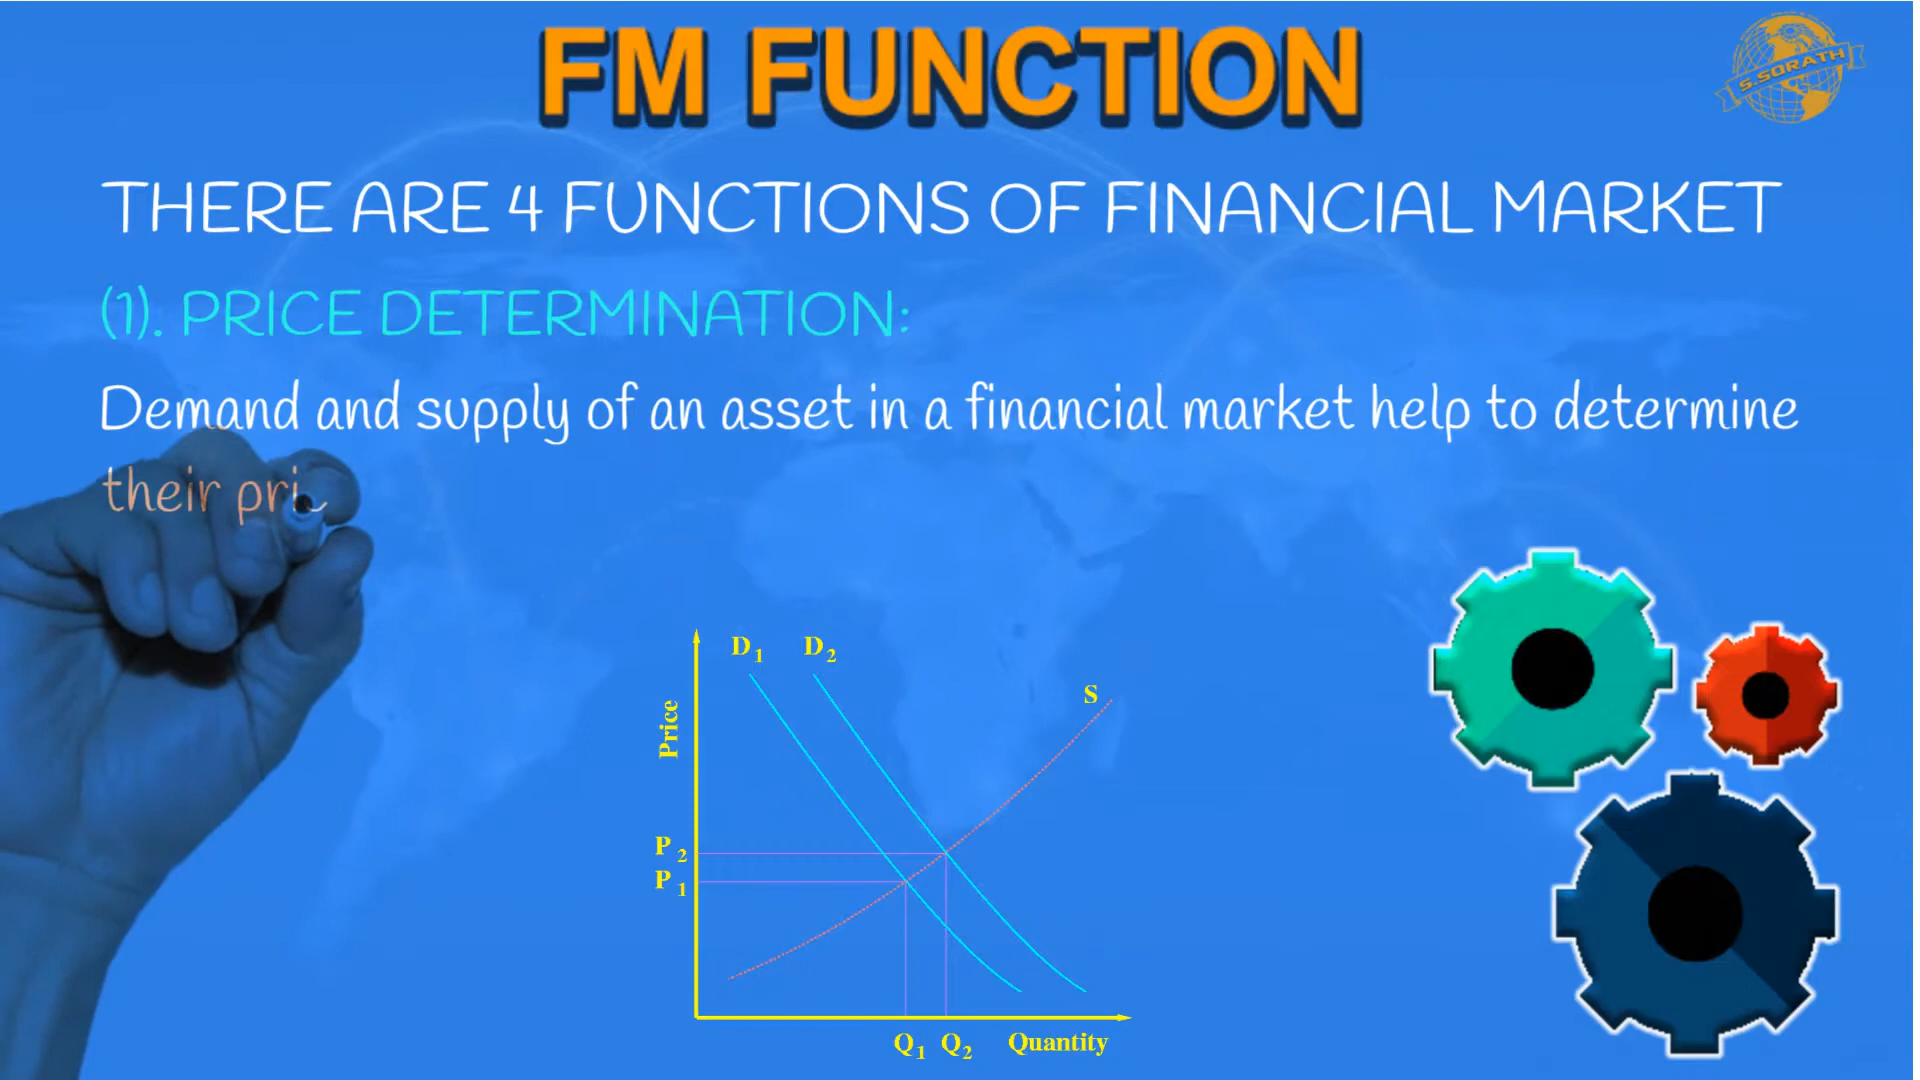 FM FUNCTION
S.SORATH
THERE ARE 4 FUNCTIONS OF FINANCIAL MARKET
(1). PRICE DETERMINATION:
Demand and supply of an asset in a financial market help to determine
their pri
D1 D2
S
Price
P2
P1
Q1 Q2 Quantity